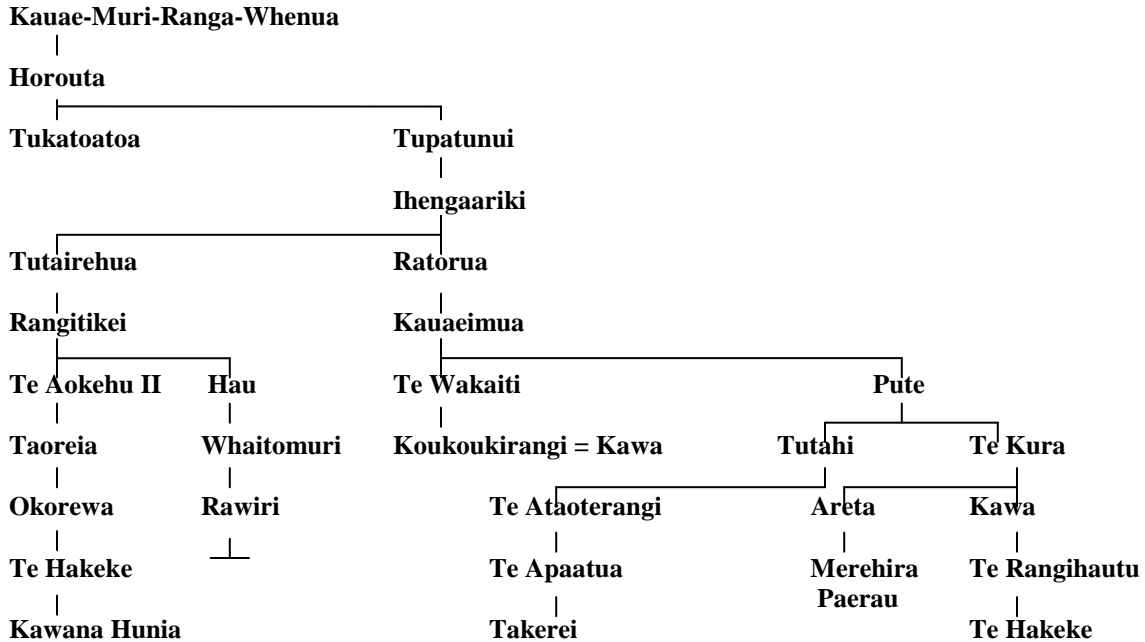 Kauae-Muri-Ranga-Whenua
Horouta
Tukatoatoa Tupatunui
Ihengaariki
Tutairehua Ratorua
Rangitikei Kauaeimua
Te Aokehu II Hau Te Wakaiti Pute
Taoreia Whaitomuri Koukoukirangi = Kawa Tutahi Te Kura
Okorewa Rawiri Te Ataoterangi Areta Kawa
Te Hakeke Te Apaatua Merehira Te Rangihautu
Paerau
Kawana Hunia Takerei Te Hakeke